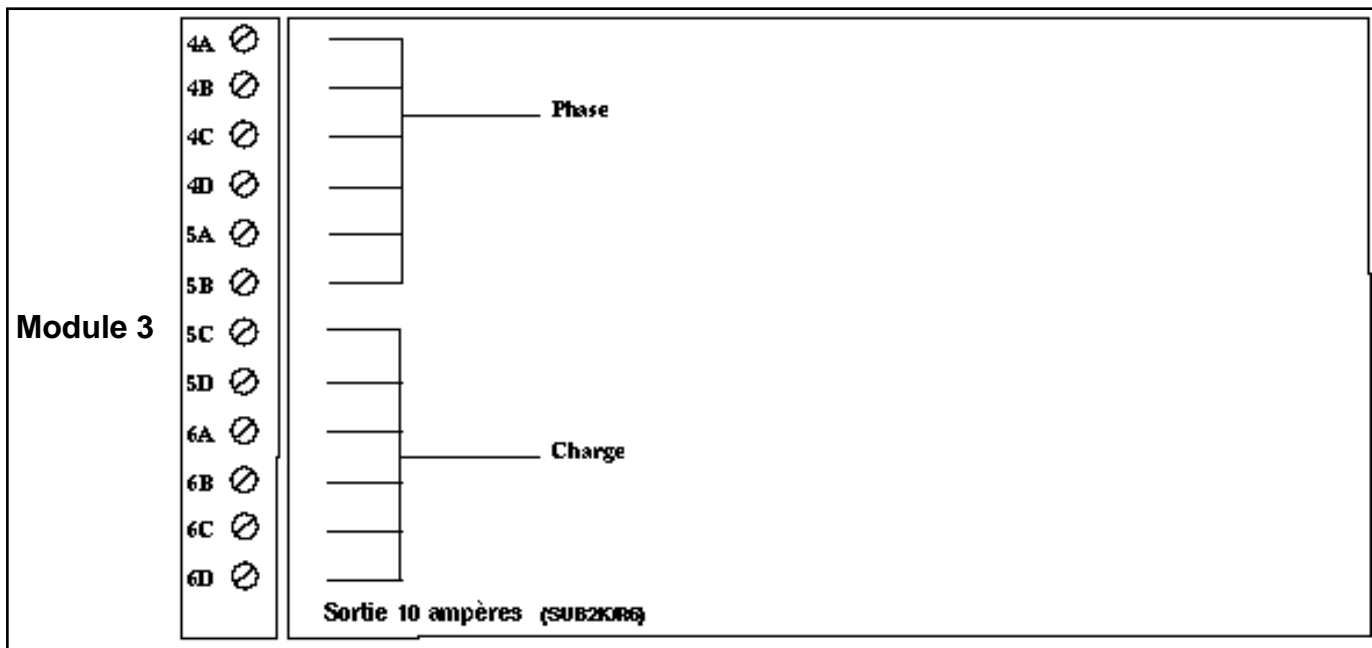 4A
4B
Phase
4C
4D
5A
5B
Module 3
5C
5D
6A
6B
Charge
6C
6D
Sortie 10 ampères (SUB2KJR6)